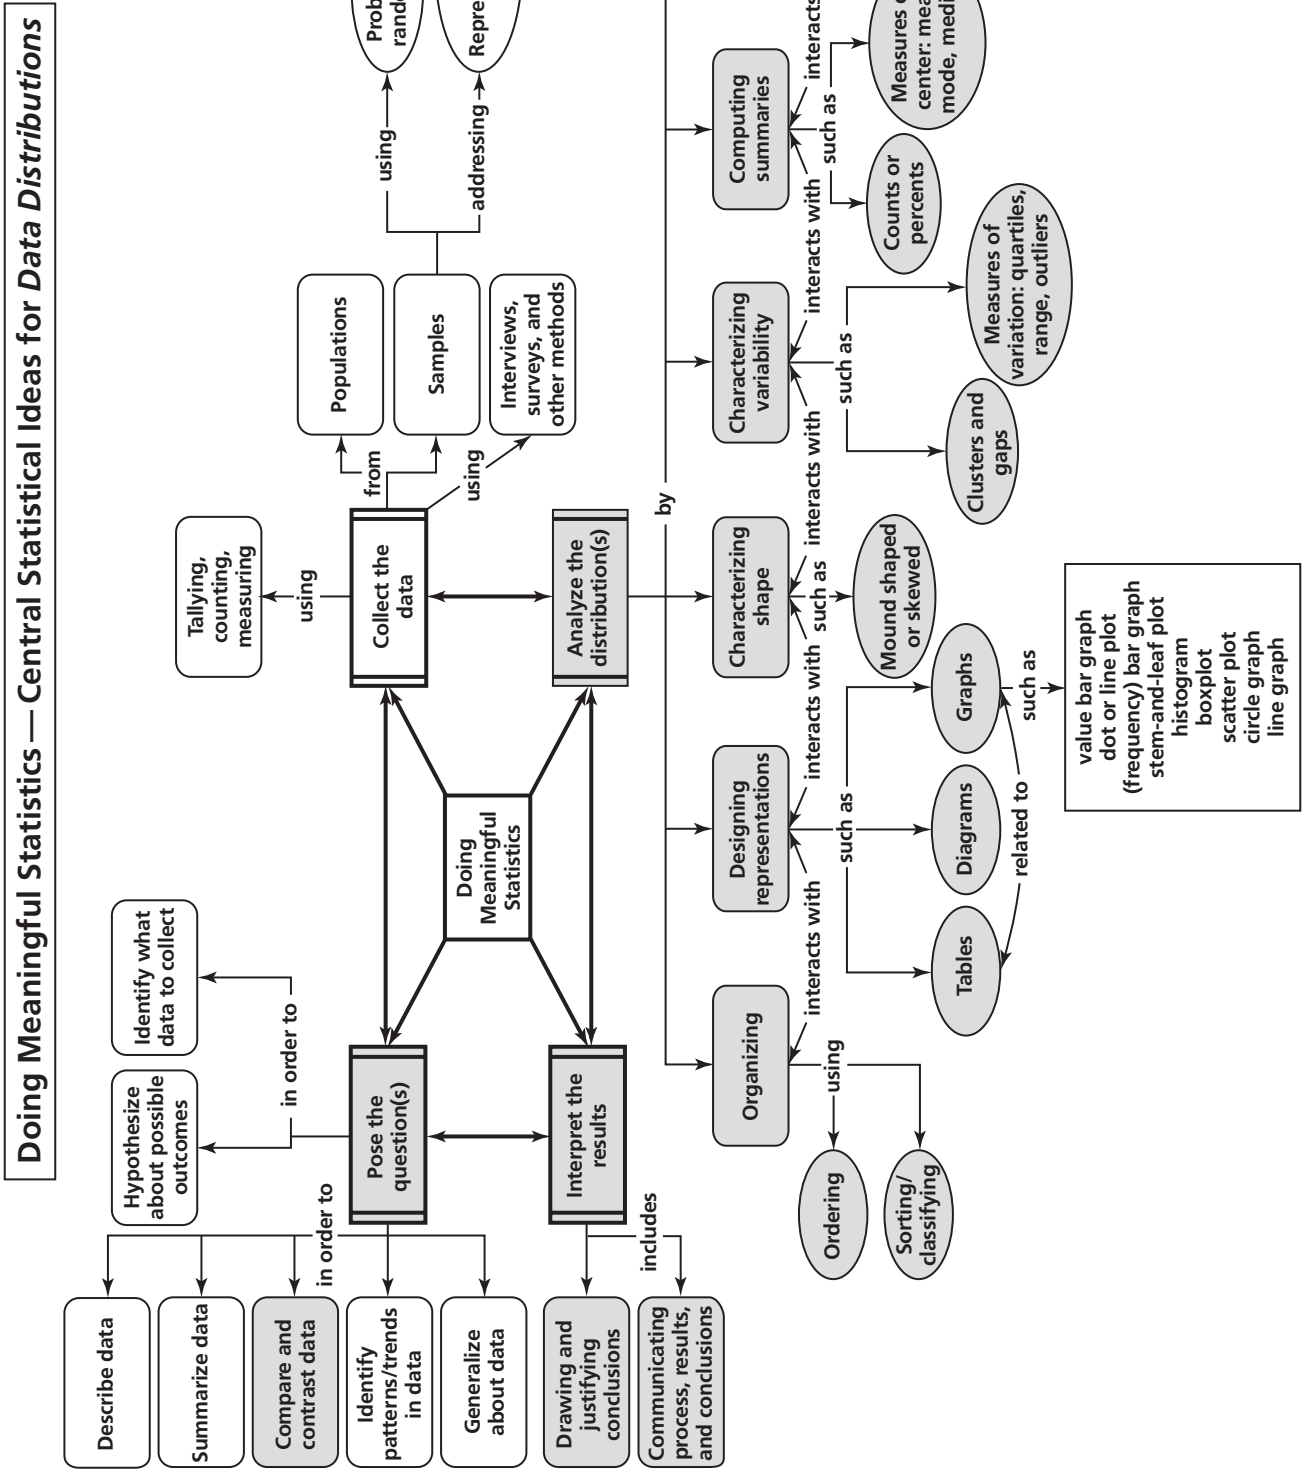 Doing Meaningful Statistics — Central Statistical Ideas for Data Distributions
Describe data
Summarize data
Compare and
contrast data
Identify
patterns/trends
in data
Generalize
about data
in order to
Hypothesize
about possible
outcomes
Identify what
data to collect
in order to
Pose the
question(s)
Tallying,
counting,
measuring
using
Collect the
data
from
Populations
Samples
using
Interviews,
surveys, and
other methods
using
addressing
Doing
Meaningful
Statistics
Interpret the
results
includes
Drawing and
justifying
conclusions
Communicating
process, results,
and conclusions
Analyze the
distribution(s)
by
Organizing
Designing
representations
Characterizing
shape
Characterizing
variability
Computing
summaries
interacts with
interacts with
interacts with
interacts with
interacts
using
Ordering
Sorting/
classifying
such as
Tables
Diagrams
Graphs
related to
such as
value bar graph
dot or line plot
(frequency) bar graph
stem-and-leaf plot
histogram
boxplot
scatter plot
circle graph
line graph
such as
Mound shaped
or skewed
such as
Clusters and
gaps
Measures of
variation: quartiles,
range, outliers
such as
Counts or
percents
Measures
center:
mode,